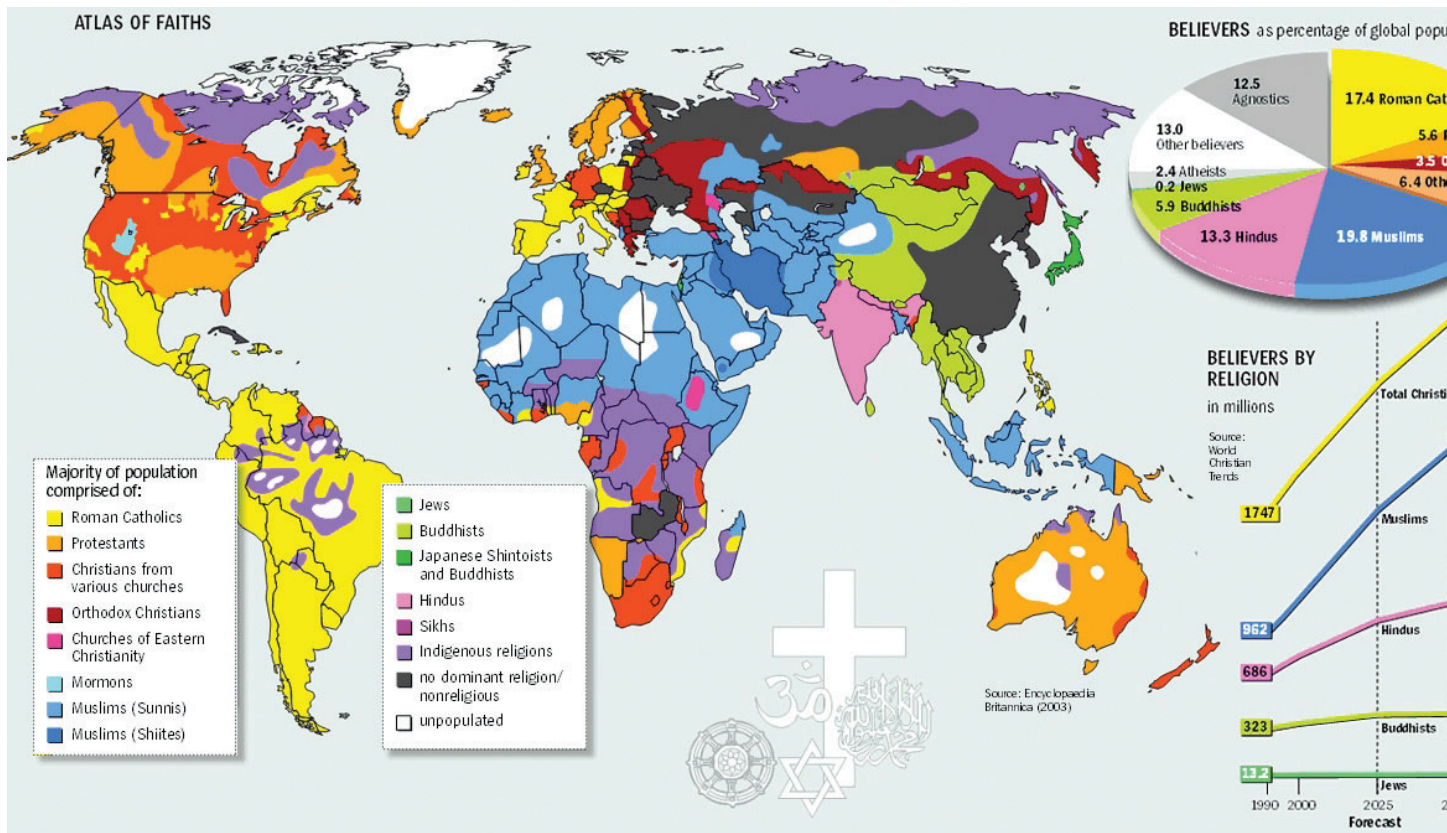 ATLAS OF FAITHS
BELIEVERS as percentage of global popu
12.5
Agnostics
17.4 Roman Cat
13.0
Other believers
5.6
3.5
6.4 Othe
2.4 Atheists
0.2 Jews
5.9 Buddhists
13.3 Hindus
19.8 Muslims
BELIEVERS BY
RELIGION
in millions
Source:
World
Christian
Trends
Total Christi
1747
Muslims
962
Hindus
686
323
Buddhists
13.2
Jews
1990 2000 2025 2
Forecast
Majority of population
comprised of:
Roman Catholics
Protestants
Christians from
various churches
Orthodox Christians
Churches of Eastern
Christianity
Mormons
Muslims (Sunnis)
Muslims (Shiites)
Jews
Buddhists
Japanese Shintoists
and Buddhists
Hindus
Sikhs
Indigenous religions
no dominant religion/
nonreligious
unpopulated
Source: Encyclopaedia
Britannica (2003)
ॐ